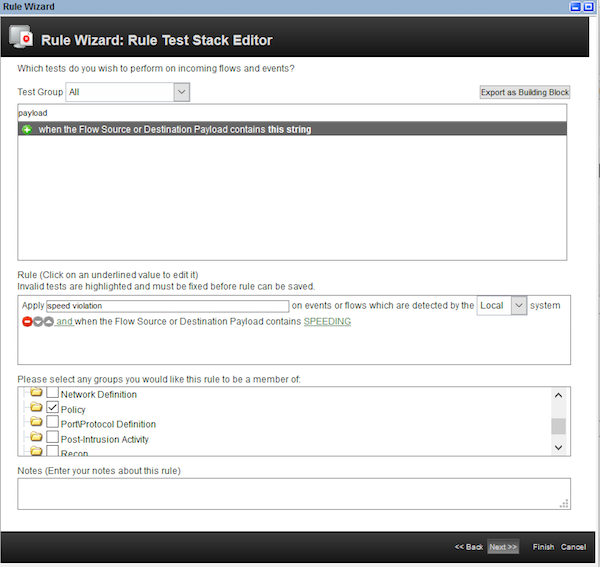 Rule Wizard
Rule Wizard: Rule Test Stack Editor
Which tests do you wish to perform on incoming flows and events?
Test Group All Export as Building Block
payload
when the Flow Source or Destination Payload contains this string
Rule (Click on an underlined value to edit it)
Invalid tests are highlighted and must be fixed before rule can be saved.
Apply speed violation on events or flows which are detected by the Local system
and when the Flow Source or Destination Payload contains SPEEDING
Please select any groups you would like this rule to be a member of:
Network Definition
Policy
Port\Protocol Definition
Post-Intrusion Activity
Recon
Notes (Enter your notes about this rule)
<< Back Next >> Finish Cancel